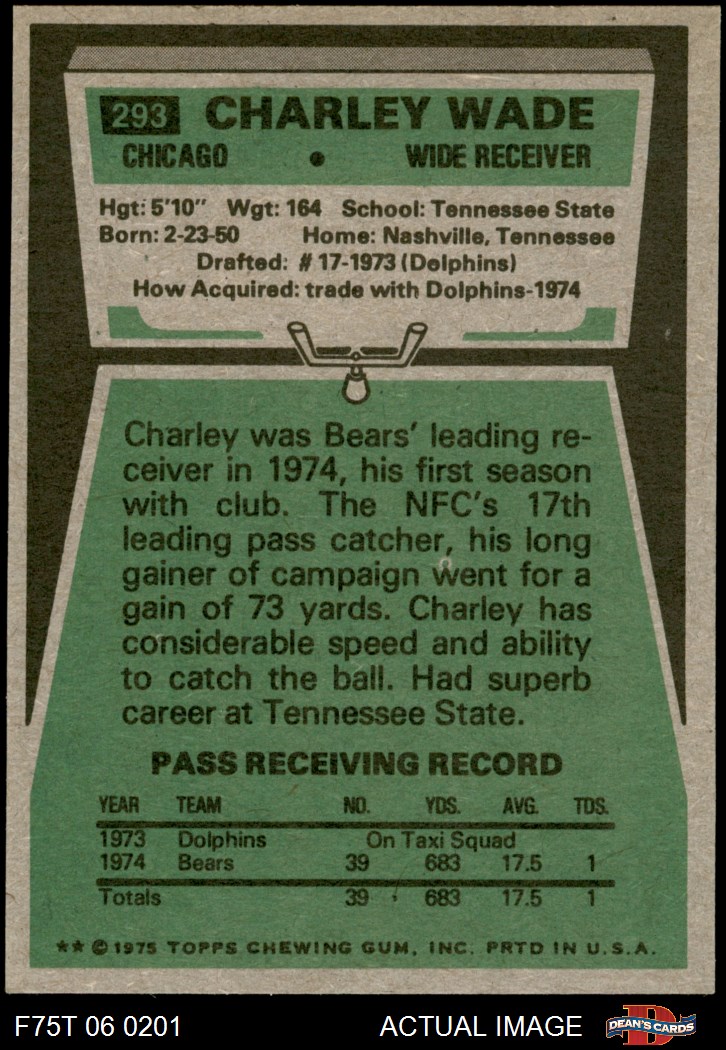 293 CHARLEY WADE
CHICAGO • WIDE RECEIVER
Hgt: 5'10" Wgt: 164 School: Tennessee State
Born: 2-23-50 Home: Nashville, Tennessee
Drafted: #17-1973 (Dolphins)
How Acquired: trade with Dolphins-1974
Charley was Bears' leading re-
ceiver in 1974, his first season
with club. The NFC's 17th
leading pass catcher, his long
gainer of campaign went for a
gain of 73 yards. Charley has
considerable speed and ability
to catch the ball. Had superb
career at Tennessee State.
PASS RECEIVING RECORD
YEAR TEAM NO. YDS. AVG. TDS.
1973 Dolphins On Taxi Squad
1974 Bears 39 683 17.5 1
Totals 39 683 17.5 1
** © 1975 TOPPS CHEWING GUM, INC. PRTD IN U.S.A.
F75T 06 0201 ACTUAL IMAGE D DEAN'S CARDS